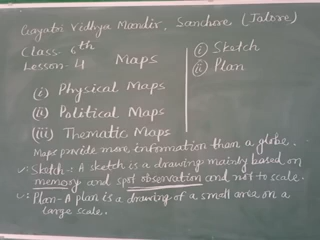 Gayatri Vidhya Mandir, Sanchore (Jalore)
Class- 6th
Lesson-4 Maps
(i) Physical Maps
(ii) Political Maps
(iii) Thematic Maps
(i) Sketch
(ii) Plan
Maps provide more information than a globe.
Sketch:- A sketch is a drawing mainly based on
memory and spot observation and not to scale.
Plan- A plan is a drawing of a small area on a
large scale.